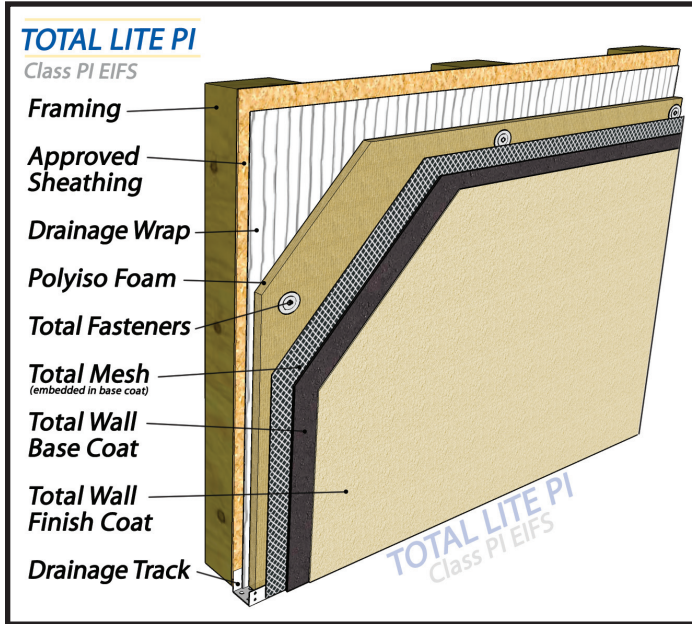 TOTAL LITE PI
Class PI EIFS
Framing
Approved
Sheathing
Drainage Wrap
Polyiso Foam
Total Fasteners
Total Mesh
(embedded in base coat)
Total Wall
Base Coat
Total Wall
Finish Coat
Drainage Track
TOTAL LITE PI
Class PI EIFS